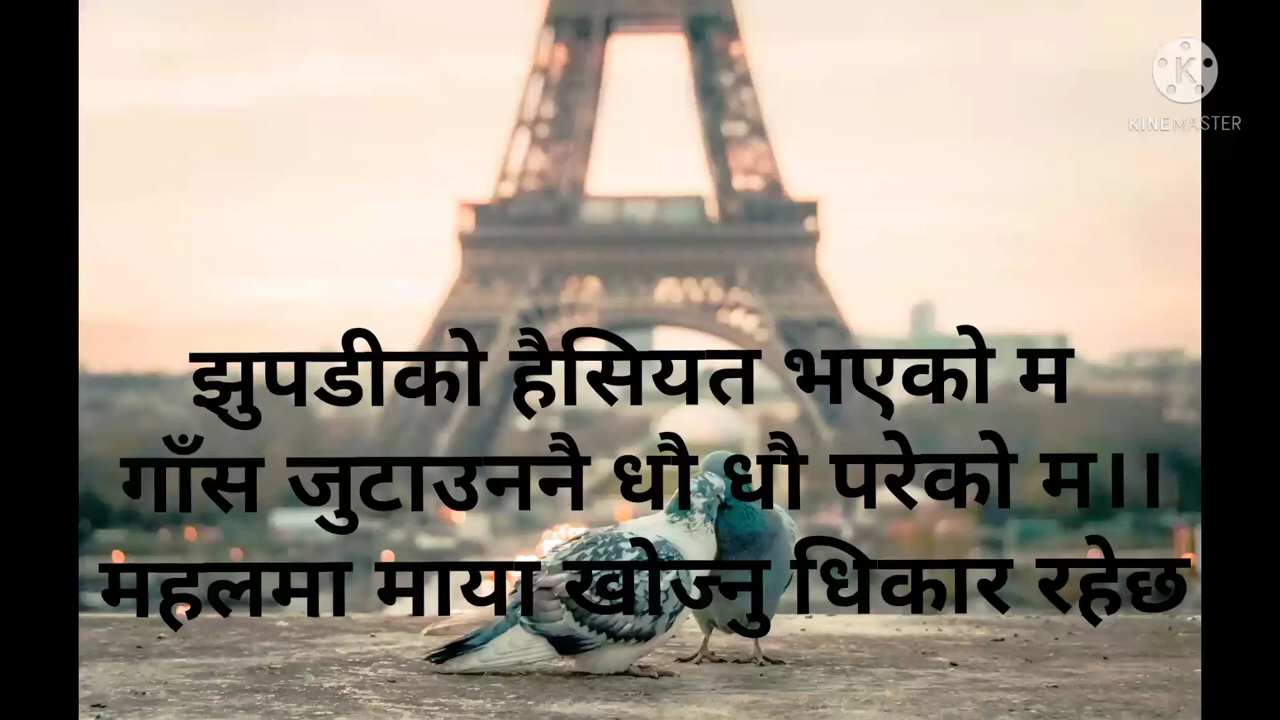 KINEMASTER
झुपडीको हैसियत भएको म
गाँस जुटाउननै धौ धौ परेको म।।
महलमा माया खोज्नु धिकार रहेछ